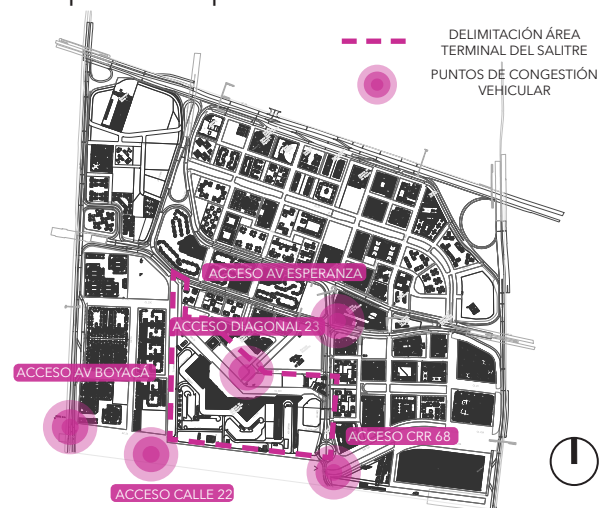 DELIMITACIÓN ÁREA
TERMINAL DEL SALITRE
PUNTOS DE CONGESTIÓN
VEHICULAR
ACCESO AV ESPERANZA
ACCESO DIAGONAL 23
ACCESO AV BOYACÁ
ACCESO CRR 68
ACCESO CALLE 22